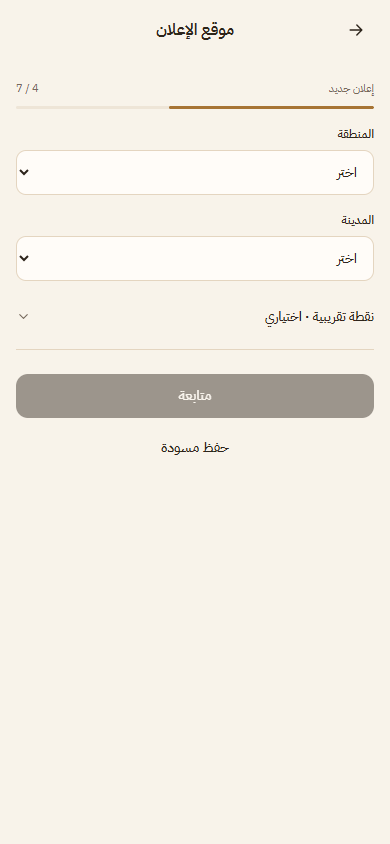 موقع الإعلان
إعلان جديد
7 / 4
المنطقة
اختر
المدينة
اختر
نقطة تقريبية · اختياري
متابعة
حفظ مسودة